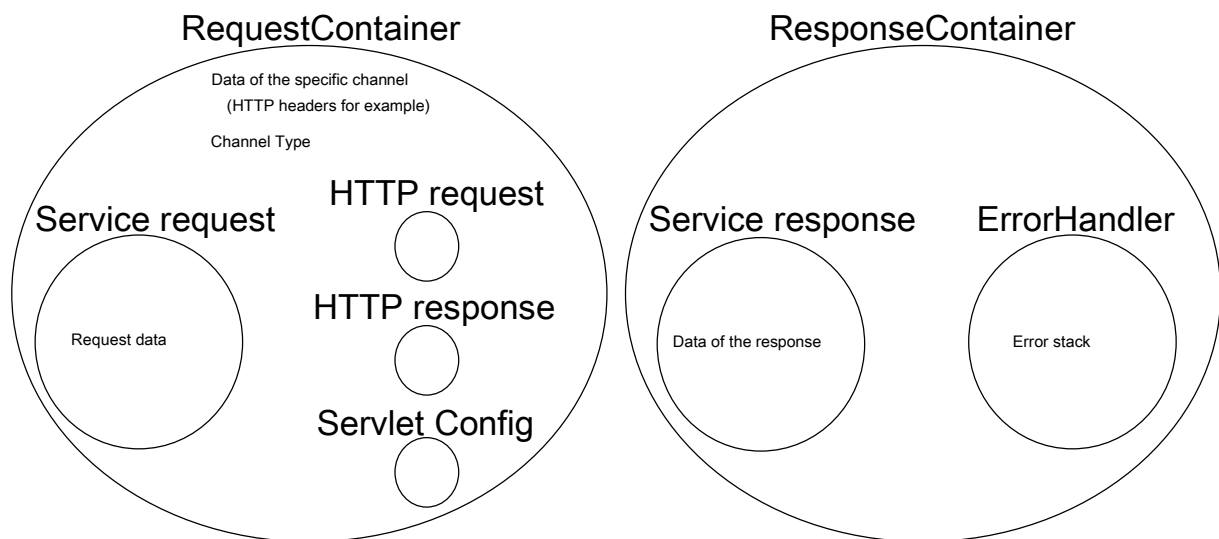 RequestContainer
Data of the specific channel
(HTTP headers for example)
Channel Type
HTTP request
Service request
HTTP response
Request data
Servlet Config
ResponseContainer
Service response
ErrorHandler
Data of the response
Error stack